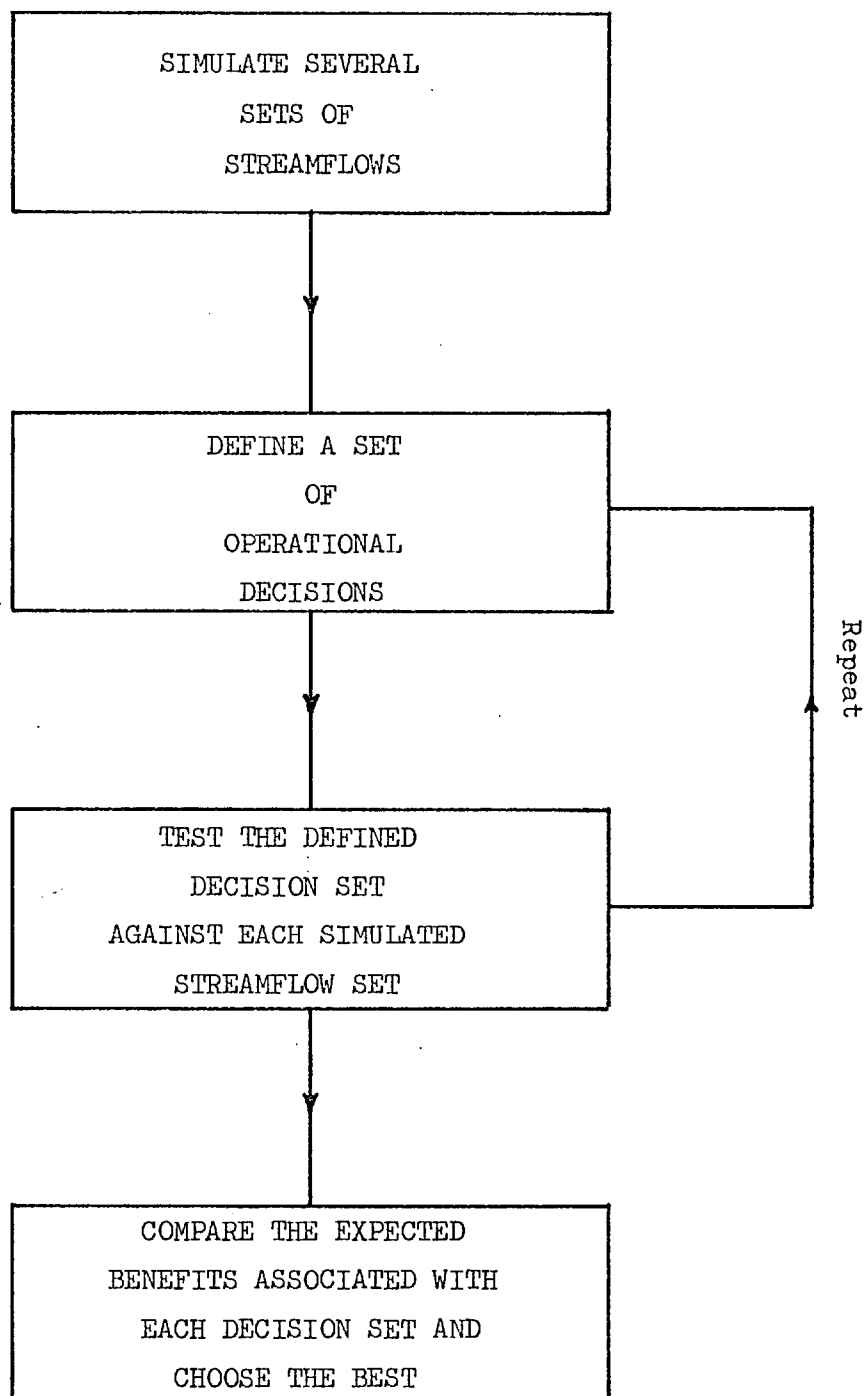 SIMULATE SEVERAL
SETS OF
STREAMFLOWS
DEFINE A SET
OF
OPERATIONAL
DECISIONS
Repeat
TEST THE DEFINED
DECISION SET
AGAINST EACH SIMULATED
STREAMFLOW SET
COMPARE THE EXPECTED
BENEFITS ASSOCIATED WITH
EACH DECISION SET AND
CHOOSE THE BEST